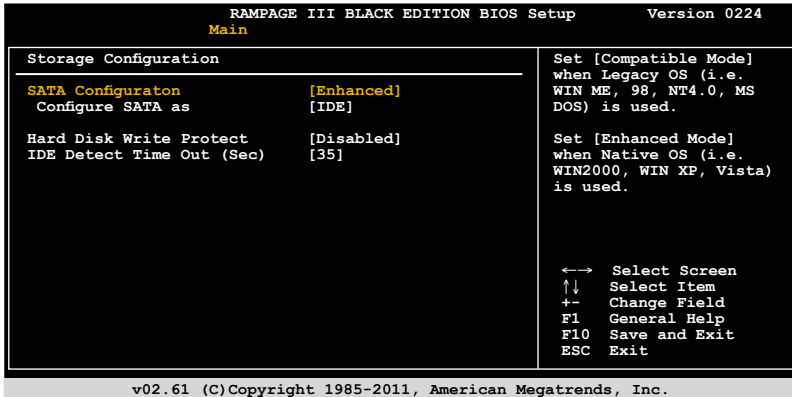 RAMPAGE III BLACK EDITION BIOS Setup Version 0224
Main
Storage Configuration
SATA Configuraton [Enhanced]
Configure SATA as [IDE]
Hard Disk Write Protect [Disabled]
IDE Detect Time Out (Sec) [35]
Set [Compatible Mode]
when Legacy OS (i.e.
WIN ME, 98, NT4.0, MS
DOS) is used.
Set [Enhanced Mode]
when Native OS (i.e.
WIN2000, WIN XP, Vista)
is used.
←→ Select Screen
↑↓ Select Item
+- Change Field
F1 General Help
F10 Save and Exit
ESC Exit
v02.61 (C)Copyright 1985-2011, American Megatrends, Inc.